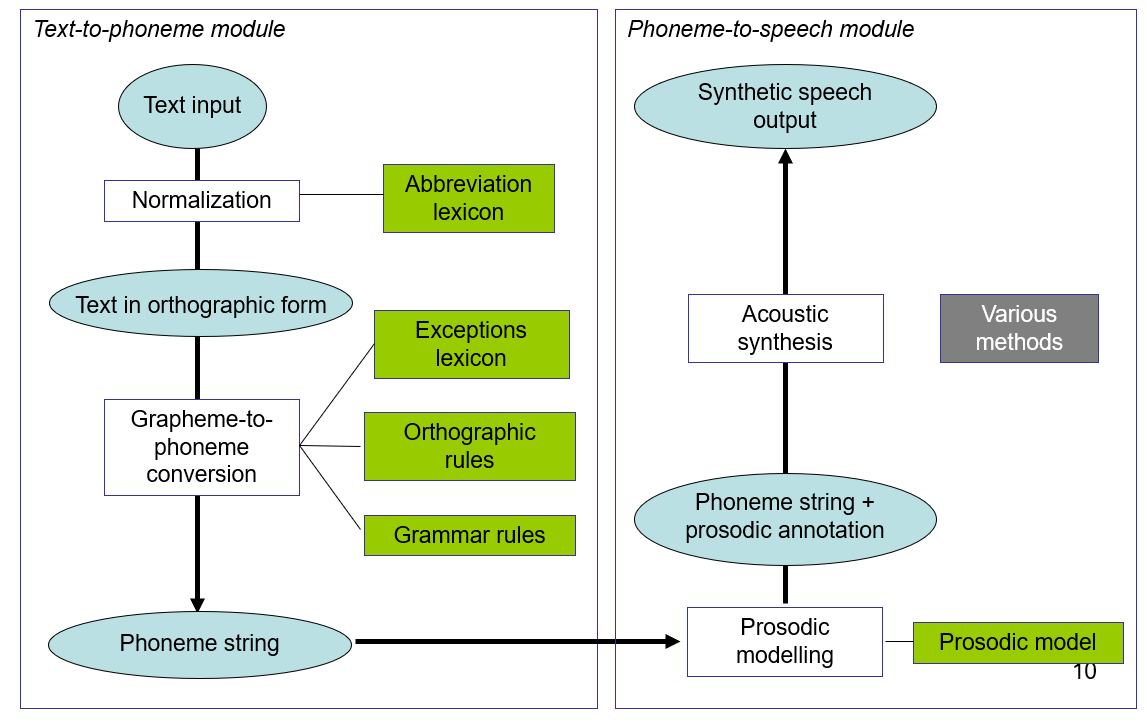 Text-to-phoneme module
Text input
Normalization
Abbreviation
lexicon
Text in orthographic form
Exceptions
lexicon
Grapheme-to-
phoneme
conversion
Orthographic
rules
Grammar rules
Phoneme string
Phoneme-to-speech module
Synthetic speech
output
Acoustic
synthesis
Various
methods
Phoneme string +
prosodic annotation
Prosodic
modelling
Prosodic model
10